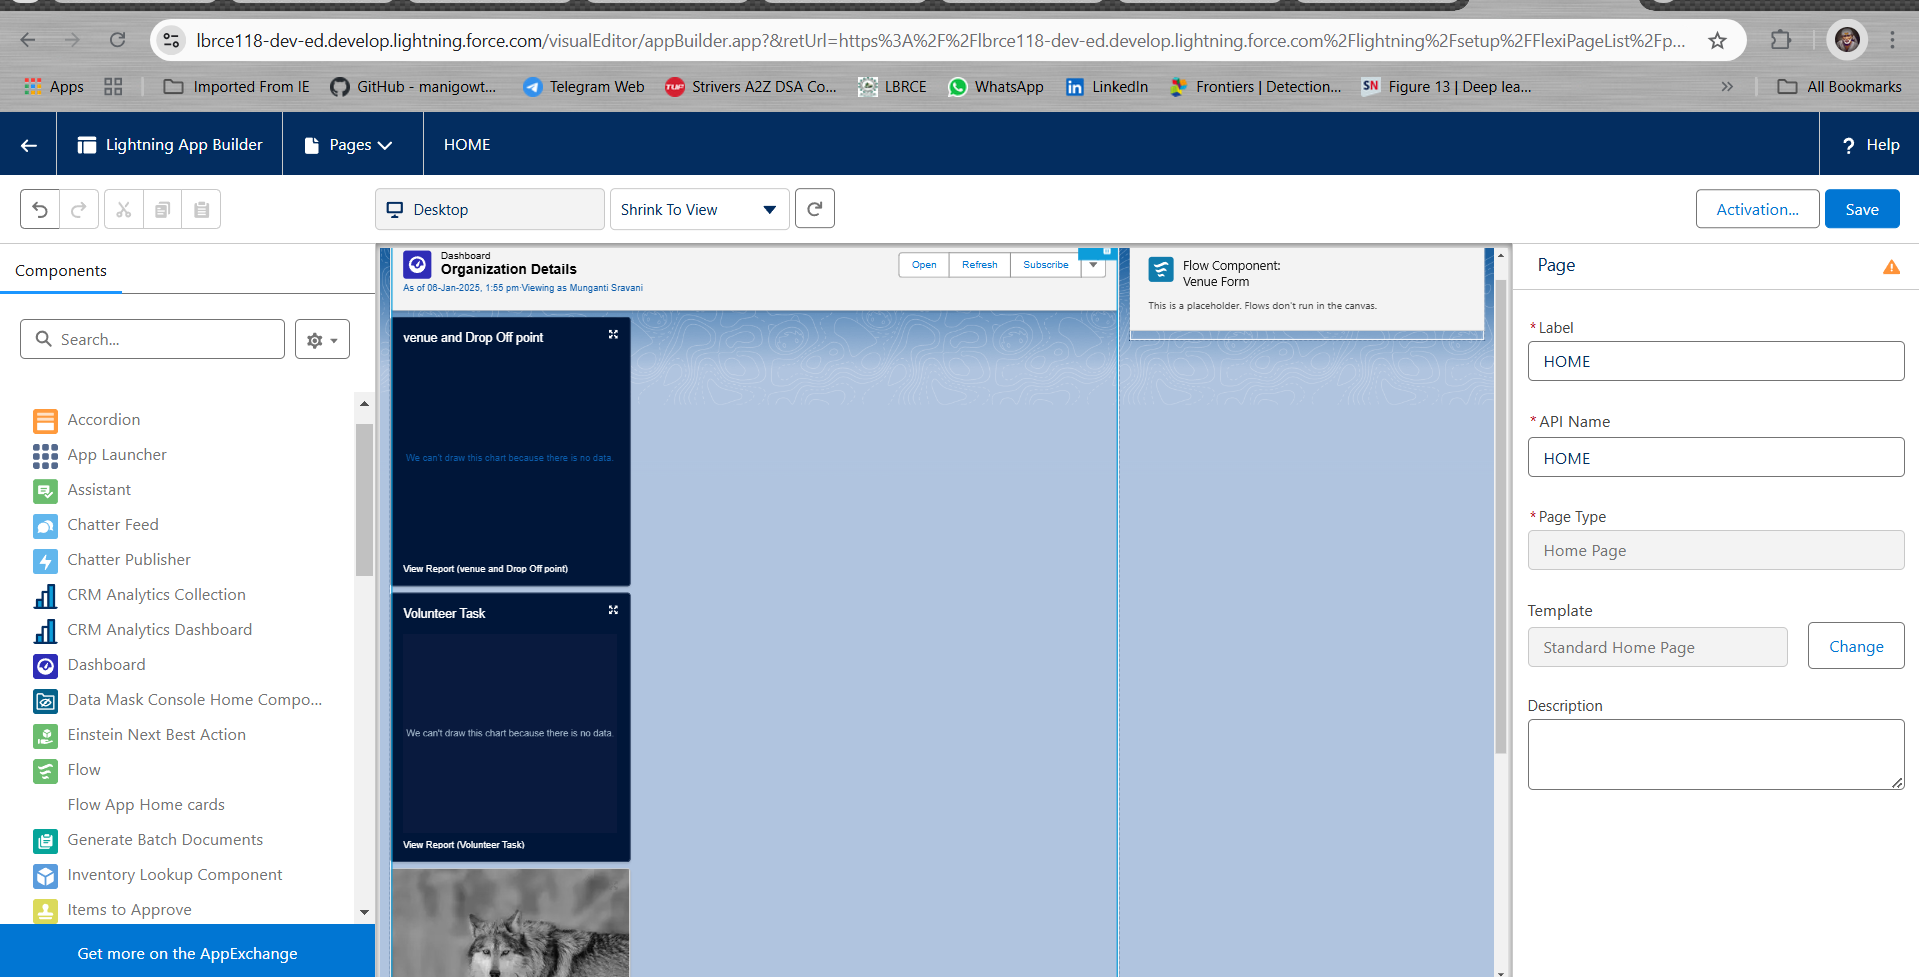 lbrce118-dev-ed.develop.lightning.force.com/visualEditor/appBuilder.app?&retUrl=https%3A%2F%2Flbrce118-dev-ed.develop.lightning.force.com%2Flightning%2Fsetup%2FFlexiPageList%2Fp...
Apps
Imported From IE
GitHub - manigowt...
Telegram Web
TUF
Strivers A2Z DSA Co...
LBRCE
WhatsApp
LinkedIn
Frontiers | Detection...
SN
Figure 13 | Deep lea...
»
All Bookmarks
Lightning App Builder
Pages
HOME
? Help
Desktop
Shrink To View
Activation...
Save
Components
Search...
Accordion
App Launcher
Assistant
Chatter Feed
Chatter Publisher
CRM Analytics Collection
CRM Analytics Dashboard
Dashboard
Data Mask Console Home Compo...
Einstein Next Best Action
Flow
Flow App Home cards
Generate Batch Documents
Inventory Lookup Component
Items to Approve
Get more on the AppExchange
Dashboard
Organization Details
As of 06-Jan-2025, 1:55 pm·Viewing as Munganti Sravani
Open
Refresh
Subscribe
venue and Drop Off point
We can't draw this chart because there is no data.
View Report (venue and Drop Off point)
Volunteer Task
We can't draw this chart because there is no data.
View Report (Volunteer Task)
Flow Component:
Venue Form
This is a placeholder. Flows don't run in the canvas.
Page
*Label
HOME
*API Name
HOME
*Page Type
Home Page
Template
Standard Home Page
Change
Description